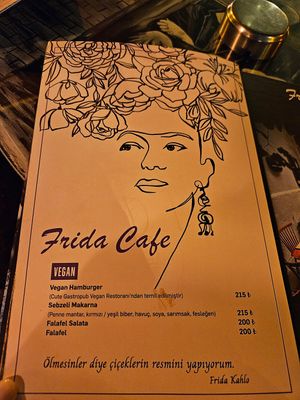 Frida Cafe
VEGAN
Vegan Hamburger
(Cute Gastropub Vegan Restoranı'ndan temil edilmiştir) 215 ₺
Sebzeli Makarna
(Penne mantar, kırmızı / yeşil biber, havuç, soya, sarımsak, fesleğen) 215 ₺
Falafel Salata 200 ₺
Falafel 200 ₺
Ölmesinler diye çiçeklerin resmini yapıyorum.
Frida Kahlo